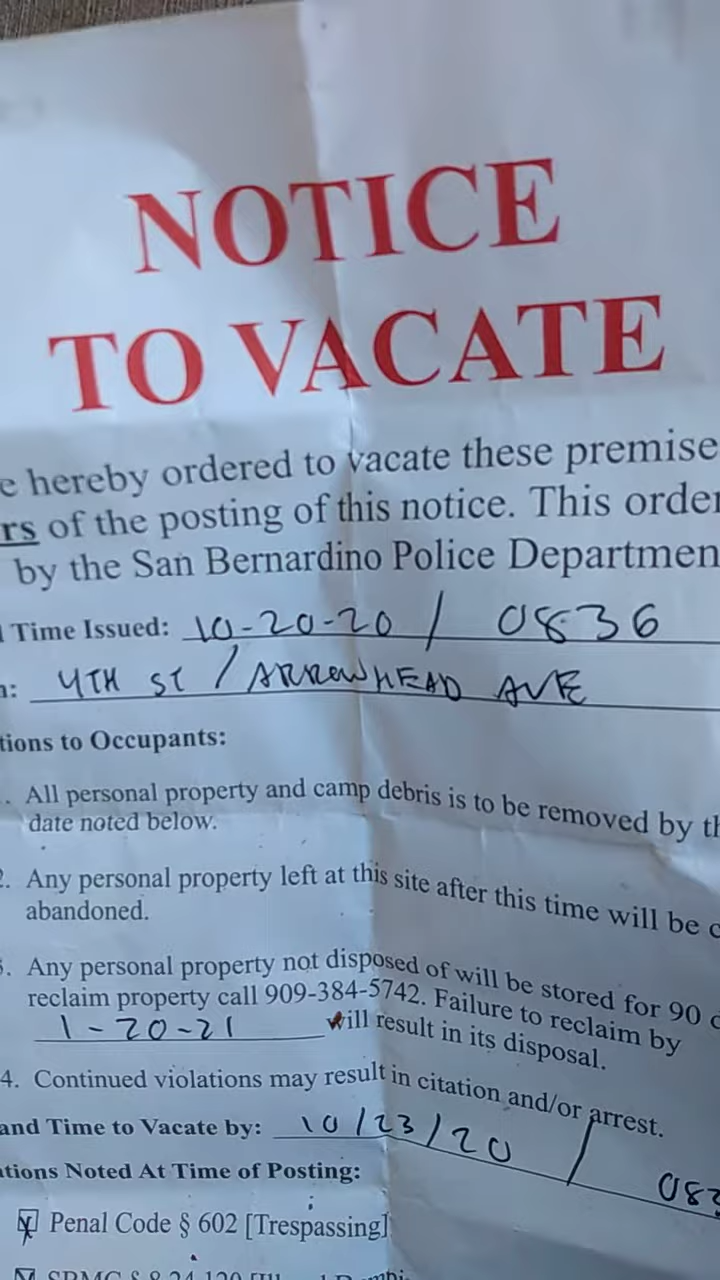 NOTICE
TO VACATE
e hereby ordered to vacate these premise
rs of the posting of this notice. This order
by the San Bernardino Police Departmen
Time Issued: 10-20-20 / 0836
: 4TH ST / ARROWHEAD AVE
tions to Occupants:
. All personal property and camp debris is to be removed by th
date noted below.
2. Any personal property left at this site after this time will be c
abandoned.
3. Any personal property not disposed of will be stored for 90 d
reclaim property call 909-384-5742. Failure to reclaim by
1-20-21 will result in its disposal.
4. Continued violations may result in citation and/or arrest.
and Time to Vacate by: 10/23/20 / 083
ations Noted At Time of Posting:
Penal Code § 602 [Trespassing]